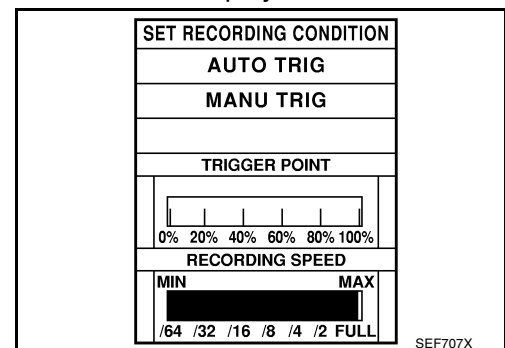 SET RECORDING CONDITION
AUTO TRIG
MANU TRIG
TRIGGER POINT
0% 20% 40% 60% 80% 100%
RECORDING SPEED
MIN MAX
/64 /32 /16 /8 /4 /2 FULL
SEF707X